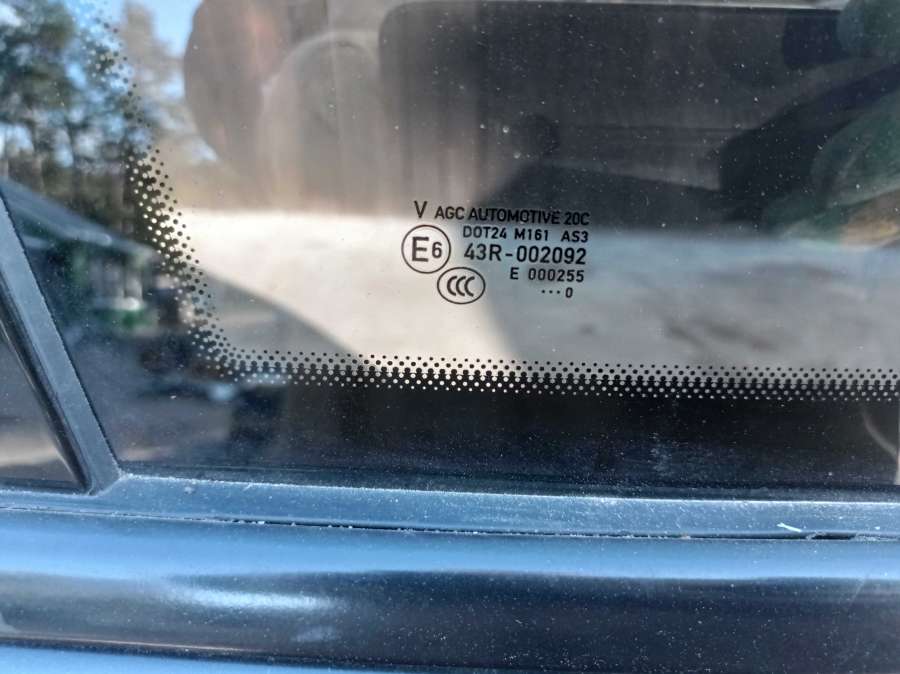 V AGC AUTOMOTIVE 20C
DOT24 M161 AS3
E6 43R-002092
E 000255
CCC
...0